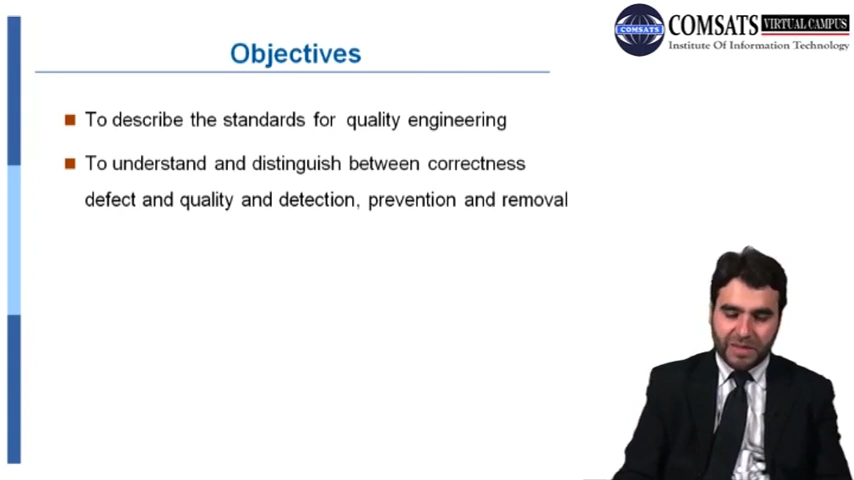 COMSATS VIRTUAL CAMPUS
COMSATS
Institute Of Information Technology
Objectives
To describe the standards for quality engineering
To understand and distinguish between correctness
defect and quality and detection, prevention and removal